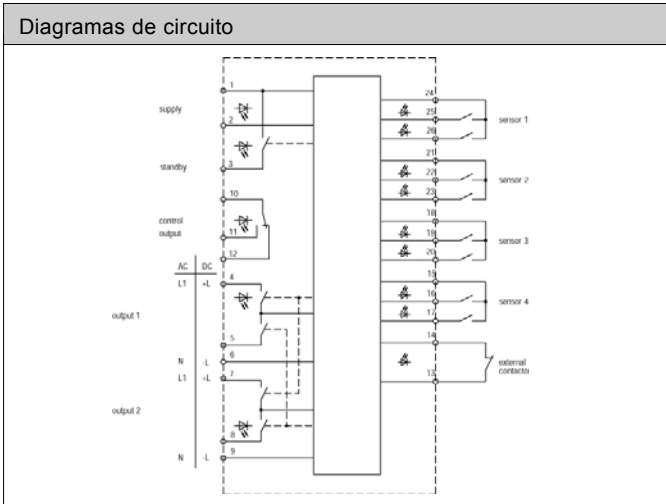 Diagramas de circuito
1
supply
2
standby
3
10
control
output
11
12
AC DC
L1 +L 4
output 1
5
N -L 6
L1 +L 7
output 2
8
N -L 9
24
25
26
sensor 1
21
22
23
sensor 2
18
19
20
sensor 3
15
16
17
sensor 4
14
external
contactor
13